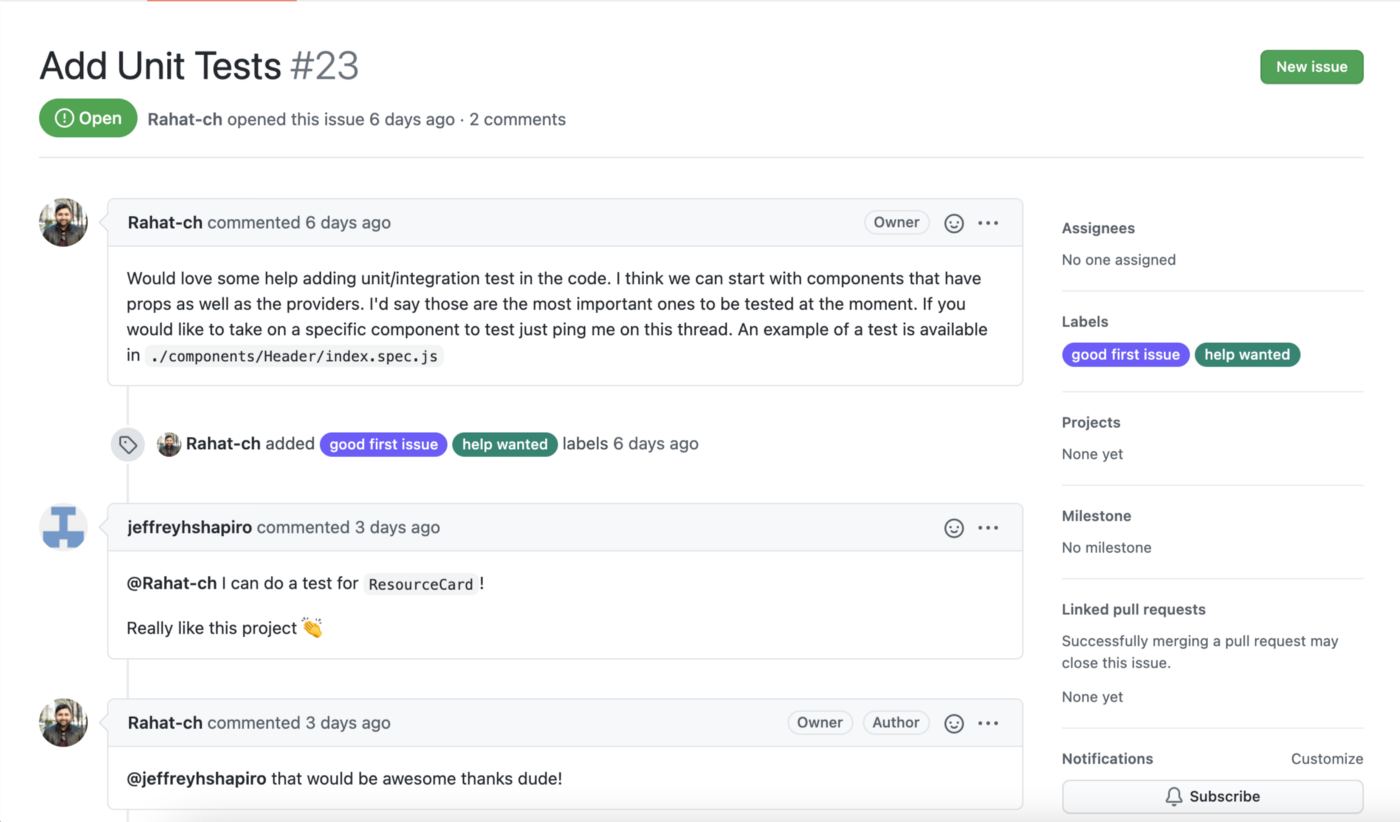 Add Unit Tests #23
New issue
Open
Rahat-ch opened this issue 6 days ago · 2 comments
Rahat-ch commented 6 days ago
Owner
Would love some help adding unit/integration test in the code. I think we can start with components that have
props as well as the providers. I'd say those are the most important ones to be tested at the moment. If you
would like to take on a specific component to test just ping me on this thread. An example of a test is available
in ./components/Header/index.spec.js
Rahat-ch added good first issue help wanted labels 6 days ago
jeffreyhshapiro commented 3 days ago
@Rahat-ch I can do a test for ResourceCard!
Really like this project 👏
Rahat-ch commented 3 days ago
Owner Author
@jeffreyhshapiro that would be awesome thanks dude!
Assignees
No one assigned
Labels
good first issue help wanted
Projects
None yet
Milestone
No milestone
Linked pull requests
Successfully merging a pull request may
close this issue.
None yet
Notifications
Customize
Subscribe